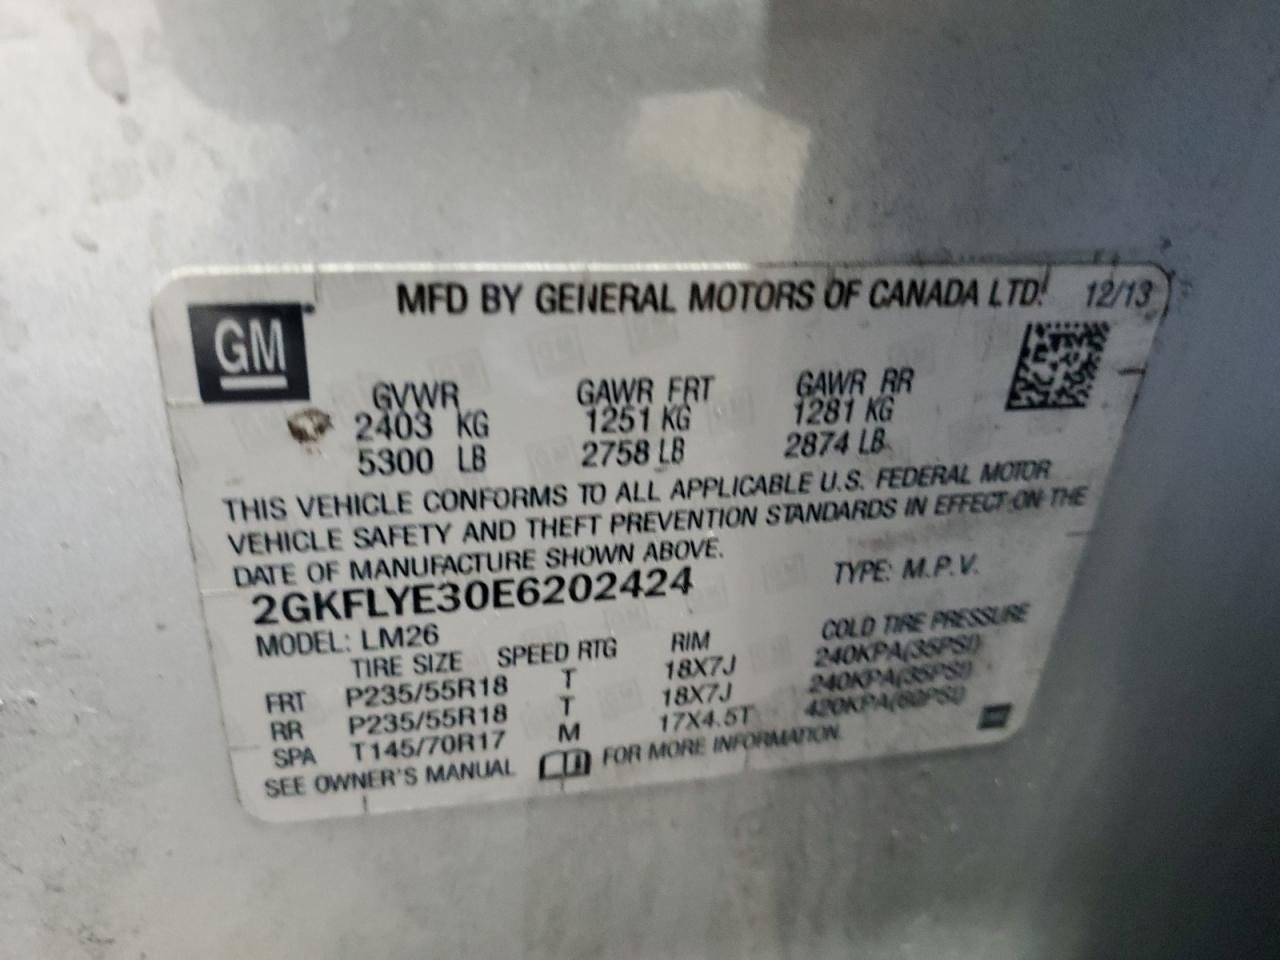 MFD BY GENERAL MOTORS OF CANADA LTD. 12/13
GM
GVWR GAWR FRT GAWR RR
2403 KG 1251 KG 1281 KG
5300 LB 2758 LB 2874 LB
THIS VEHICLE CONFORMS TO ALL APPLICABLE U.S. FEDERAL MOTOR
VEHICLE SAFETY AND THEFT PREVENTION STANDARDS IN EFFECT ON THE
DATE OF MANUFACTURE SHOWN ABOVE.
2GKFLYE30E6202424 TYPE: M.P.V.
MODEL: LM26
TIRE SIZE SPEED RTG RIM COLD TIRE PRESSURE
FRT P235/55R18 T 18X7J 240KPA(35PSI)
RR P235/55R18 T 18X7J 240KPA(35PSI)
SPA T145/70R17 M 17X4.5T 420KPA(60PSI)
SEE OWNER'S MANUAL FOR MORE INFORMATION.